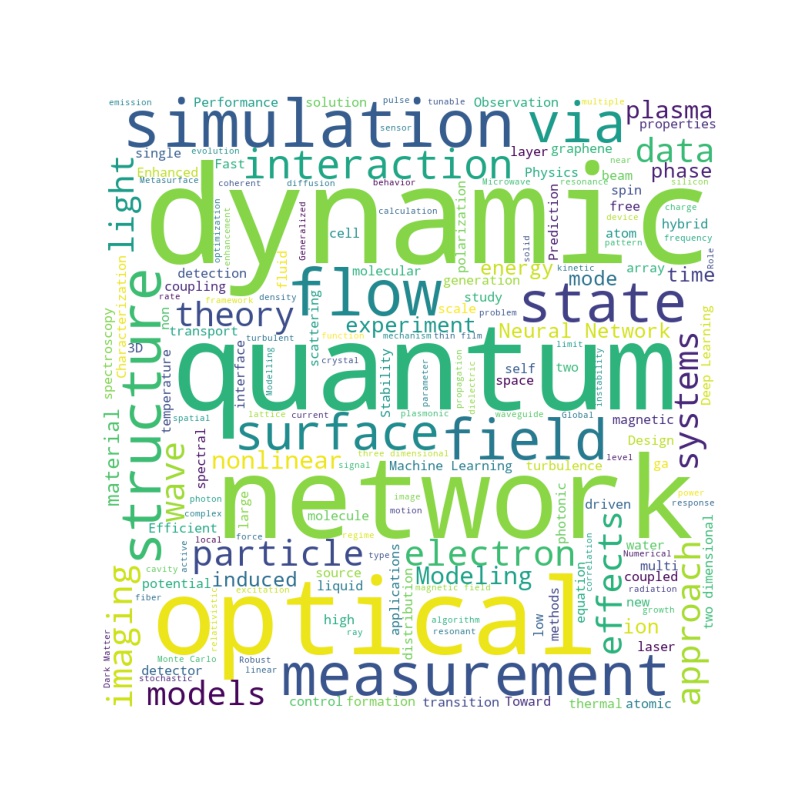 emission
Performance
solution
pulse
tunable
Observation
multiple
simulation
via
plasma
properties
sensor
single
evolution
Fast
interaction
layer
graphene
data
Enhanced
Physics
near
phase
Metasurface
coherent
diffusion
behavior
Microwave
resonance
beam
silicon
light
optimization
enhancement
dynamic
Generalized
calculation
polarization
Prediction
spin
free
charge
device
hybrid
cell
solid
atom
pattern
frequency
Role
detection
molecular
energy
kinetic
array
time
coupling
fluid
flow
generation
mode
state
Characterization
rate
framework
density
scattering
study
scale
problem
structure
non
theory
experiment
Neural Network
transport
turbulent
function
mechanism
thin film
limit
spectroscopy
3D
temperature
interface
Modelling
crystal
Stability
parameter
propagation
dielectric
self
space
two
instability
systems
Deep Learning
quantum
spatial
lattice
current
plasmonic
waveguide
Global
magnetic
material
Wave
spectral
surface
field
Design
level
nonlinear
three dimensional
signal
Machine Learning
turbulence
ga
photon
complex
large
network
image
motion
photonic
driven
power
response
Efficient
molecule
force
regime
local
active
particle
type
electron
effects
correlation
water
Numerical
multi
coupled
radiation
approach
two dimensional
cavity
potential
induced
source
liquid
applications
Modeling
magnetic field
equation
methods
new
growth
imaging
fiber
relativistic
excitation
optical
high
ray
distribution
algorithm
resonant
low
ion
laser
Dark Matter
Monte Carlo
detector
stochastic
Robust
linear
measurement
models
control
formation
transition
Toward
thermal
atomic